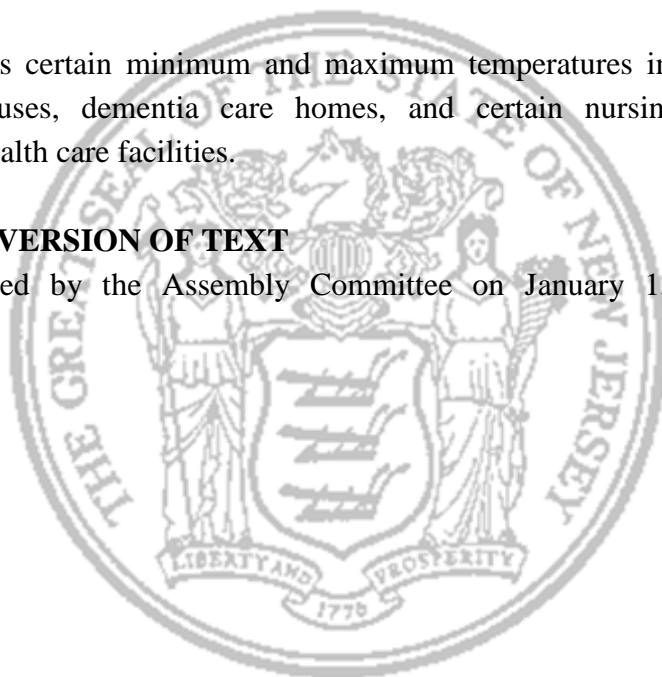 s certain minimum and maximum temperatures in
uses, dementia care homes, and certain nursin
alth care facilities.
VERSION OF TEXT
ed by the Assembly Committee on January 1
THE GREAT SEAL OF THE STATE OF NEW JERSEY
LIBERTY AND PROSPERITY
1776